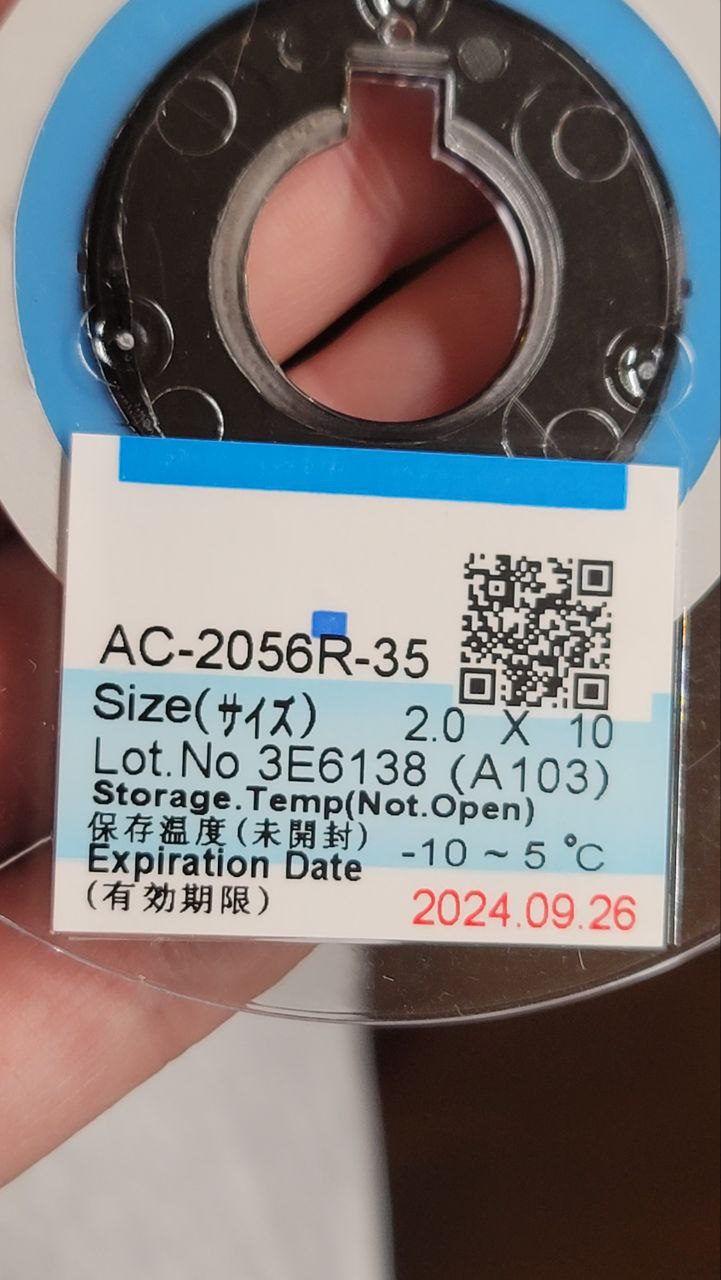 AC-2056R-35
Size(サイズ) 2.0 X 10
Lot.No 3E6138 (A103)
Storage.Temp(Not.Open)
保存温度(未開封) -10 ~ 5 °C
Expiration Date
(有効期限) 2024.09.26